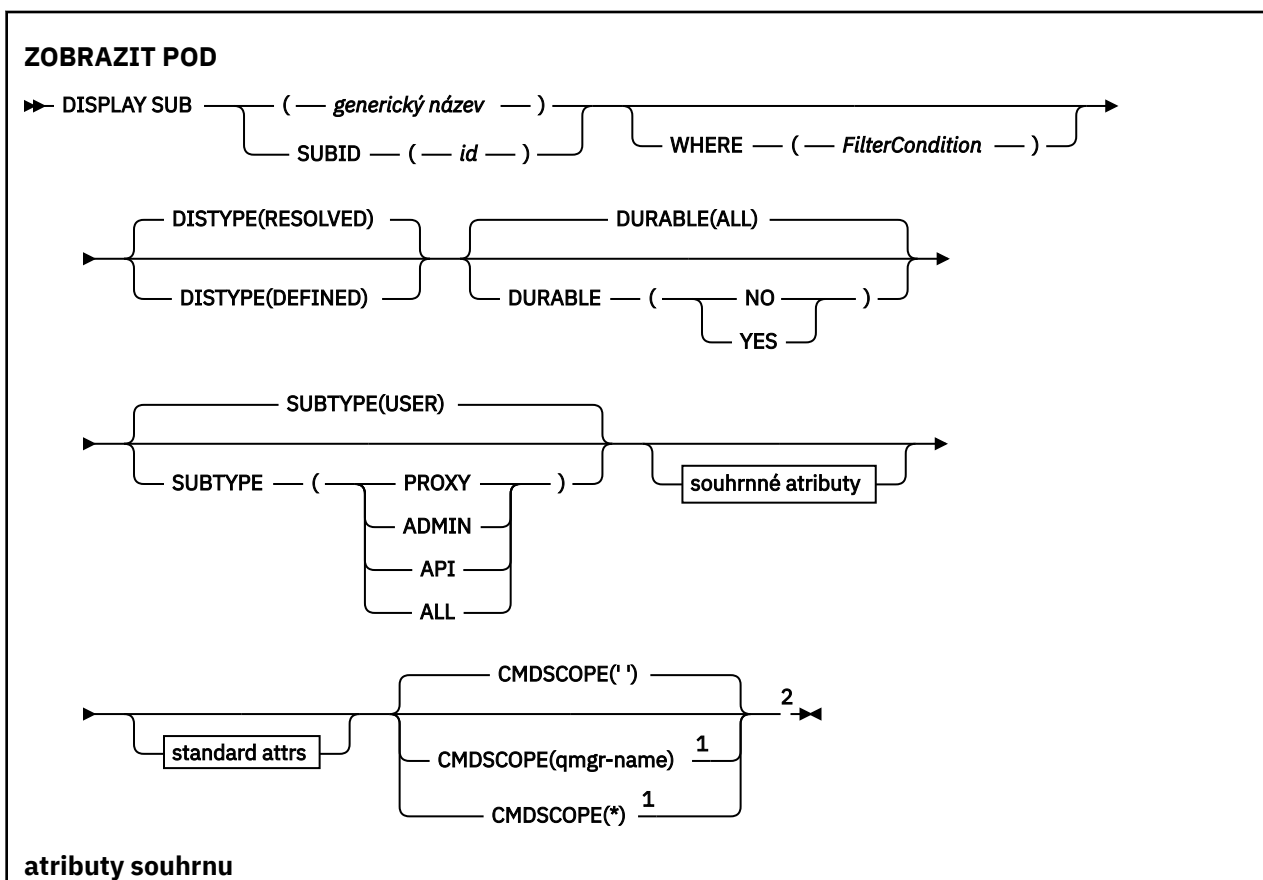 ZOBRAZIT POD
DISPLAY SUB ( generický název )
SUBID ( id )
WHERE ( FilterCondition )
DISTYPE(RESOLVED)
DISTYPE(DEFINED)
DURABLE(ALL)
DURABLE ( NO )
YES
SUBTYPE(USER)
SUBTYPE ( PROXY )
ADMIN
API
ALL
souhrnné atributy
standard attrs
CMDSCOPE(' ')
CMDSCOPE(qmgr-name) 1
CMDSCOPE(*) 1
2
atributy souhrnu